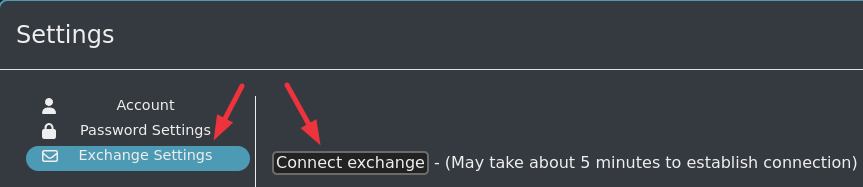 Settings
Account
Password Settings
Exchange Settings
Connect exchange - (May take about 5 minutes to establish connection)